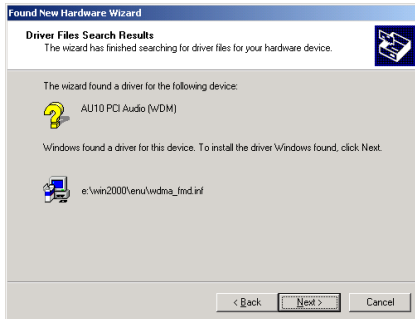 Found New Hardware Wizard
Driver Files Search Results
The wizard has finished searching for driver files for your hardware device.
The wizard found a driver for the following device:
AU10 PCI Audio (WDM)
Windows found a driver for this device. To install the driver Windows found, click Next.
e:\win2000\enu\wdma_fmd.inf
< Back
Next >
Cancel